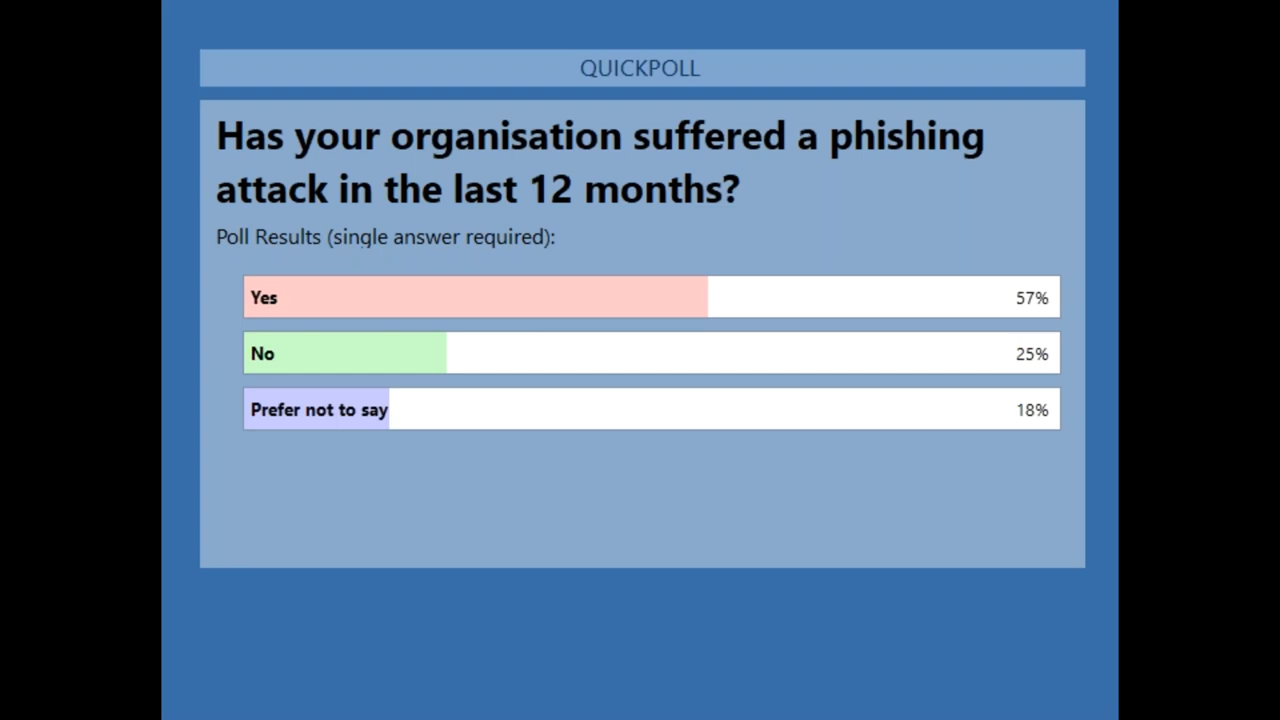 QUICKPOLL
Has your organisation suffered a phishing
attack in the last 12 months?
Poll Results (single answer required):
Yes 57%
No 25%
Prefer not to say 18%